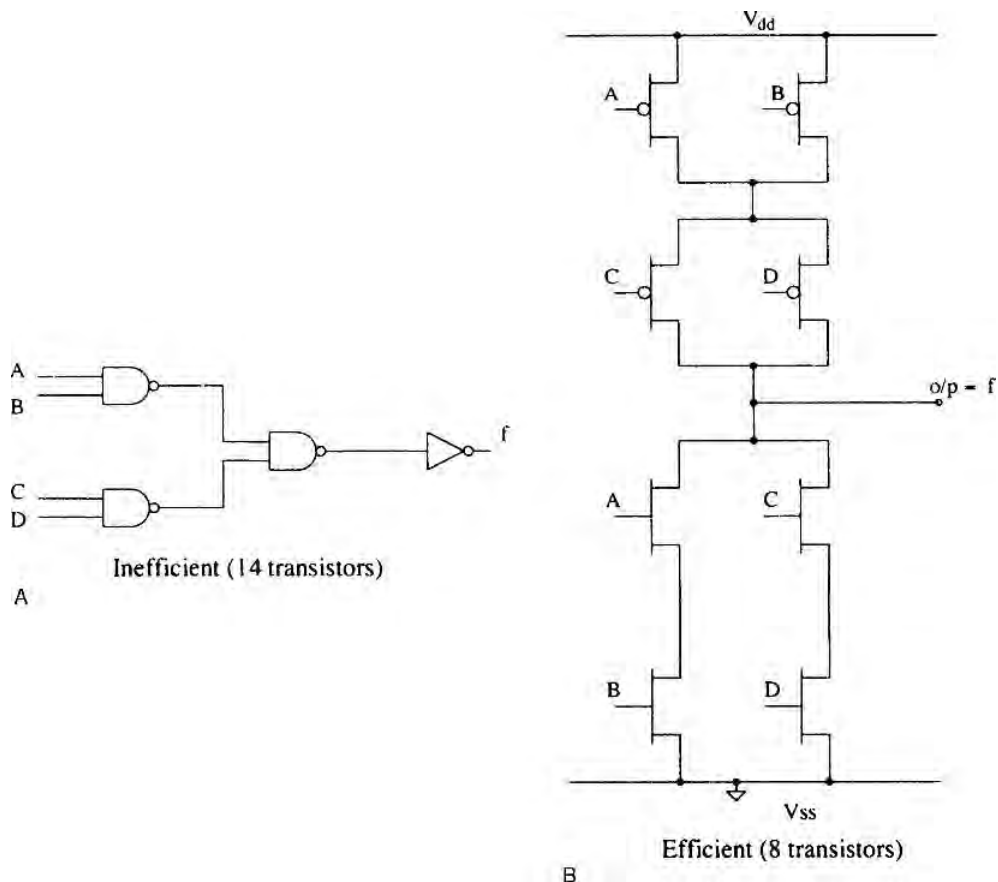 A
B
C
D
f
Inefficient (14 transistors)
A
V_dd
A
B
C
D
o/p = f
A
C
B
D
Vss
Efficient (8 transistors)
B